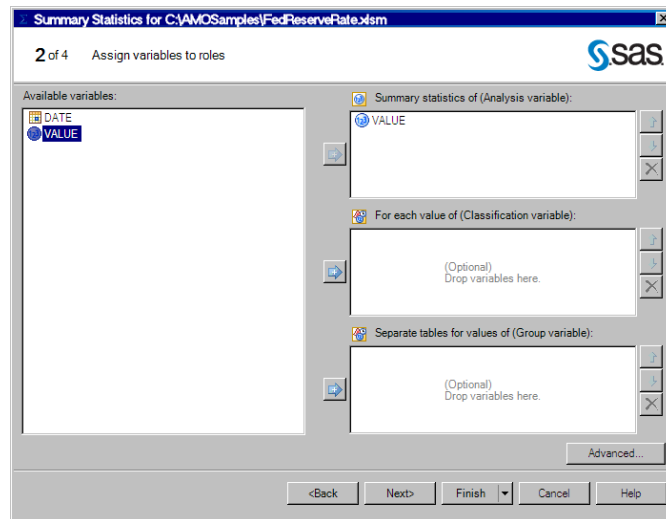 Summary Statistics for C:\AMOSamples\FedReserveRate.xlsm
2 of 4 Assign variables to roles
sas
Available variables:
DATE
VALUE
Summary statistics of (Analysis variable):
VALUE
For each value of (Classification variable):
(Optional)
Drop variables here.
Separate tables for values of (Group variable):
(Optional)
Drop variables here.
Advanced...
<Back Next> Finish Cancel Help